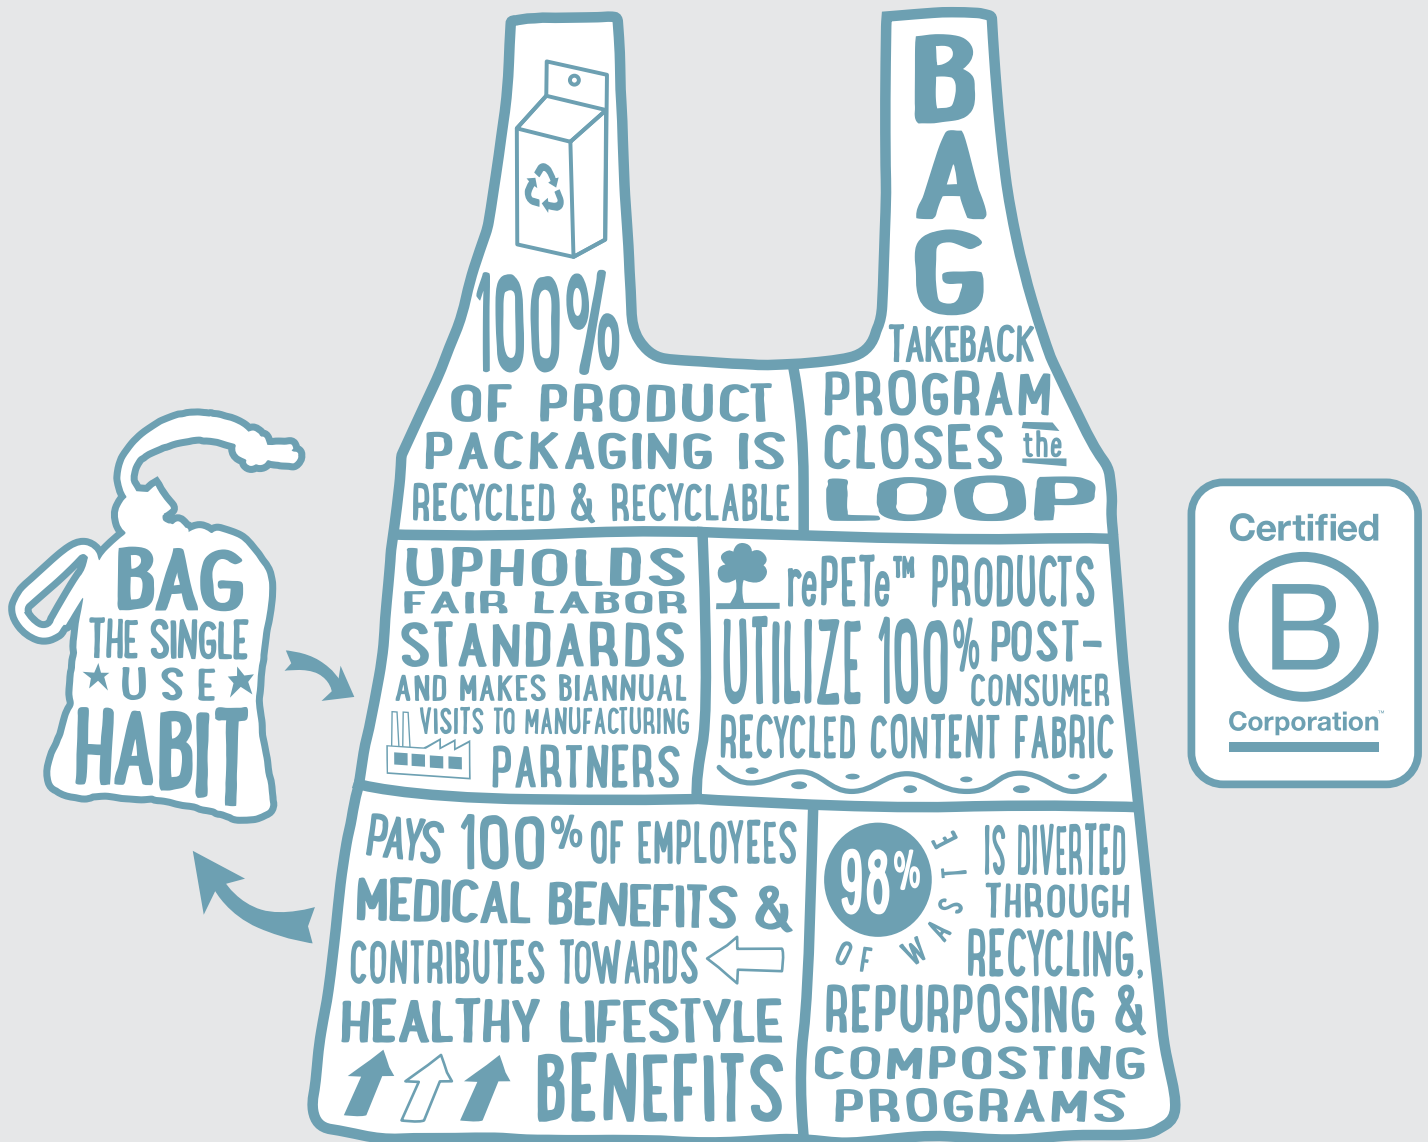 100%
OF PRODUCT
PACKAGING IS
RECYCLED & RECYCLABLE
BAG
TAKEBACK
PROGRAM
CLOSES the
LOOP
UPHOLDS
FAIR LABOR
STANDARDS
AND MAKES BIANNUAL
VISITS TO MANUFACTURING
PARTNERS
rePETe™ PRODUCTS
UTILIZE 100% POST-
CONSUMER
RECYCLED CONTENT FABRIC
PAYS 100% OF EMPLOYEES
MEDICAL BENEFITS &
CONTRIBUTES TOWARDS
HEALTHY LIFESTYLE
BENEFITS
98% OF WASTE
IS DIVERTED
THROUGH
RECYCLING,
REPURPOSING &
COMPOSTING
PROGRAMS
BAG
THE SINGLE
USE
HABIT
Certified
B
Corporation™